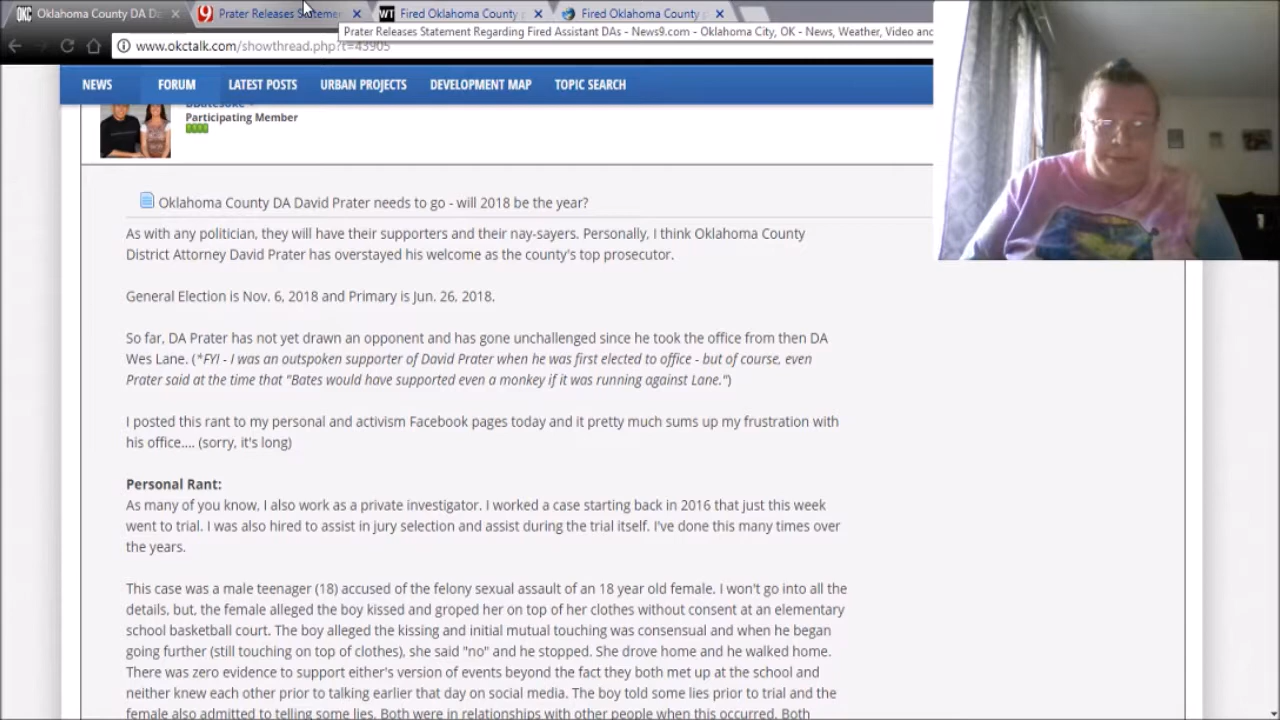 Oklahoma County DA D
Prater Releases Stateme
Fired Oklahoma County
Fired Oklahoma County
Prater Releases Statement Regarding Fired Assistant DAs - News9.com - Oklahoma City, OK - News, Weather, Video and
www.okctalk.com/showthread.php?t=43905
NEWS FORUM LATEST POSTS URBAN PROJECTS DEVELOPMENT MAP TOPIC SEARCH
Participating Member
Oklahoma County DA David Prater needs to go - will 2018 be the year?
As with any politician, they will have their supporters and their nay-sayers. Personally, I think Oklahoma County
District Attorney David Prater has overstayed his welcome as the county's top prosecutor.
General Election is Nov. 6, 2018 and Primary is Jun. 26, 2018.
So far, DA Prater has not yet drawn an opponent and has gone unchallenged since he took the office from then DA
Wes Lane. (*FYI - I was an outspoken supporter of David Prater when he was first elected to office - but of course, even
Prater said at the time that "Bates would have supported even a monkey if it was running against Lane.")
I posted this rant to my personal and activism Facebook pages today and it pretty much sums up my frustration with
his office.... (sorry, it's long)
Personal Rant:
As many of you know, I also work as a private investigator. I worked a case starting back in 2016 that just this week
went to trial. I was also hired to assist in jury selection and assist during the trial itself. I've done this many times over
the years.
This case was a male teenager (18) accused of the felony sexual assault of an 18 year old female. I won't go into all the
details, but, the female alleged the boy kissed and groped her on top of her clothes without consent at an elementary
school basketball court. The boy alleged the kissing and initial mutual touching was consensual and when he began
going further (still touching on top of clothes), she said "no" and he stopped. She drove home and he walked home.
There was zero evidence to support either's version of events beyond the fact they both met up at the school and
neither knew each other prior to talking earlier that day on social media. The boy told some lies prior to trial and the
female also admitted to telling some lies. Both were in relationships with other people when this occurred. Both